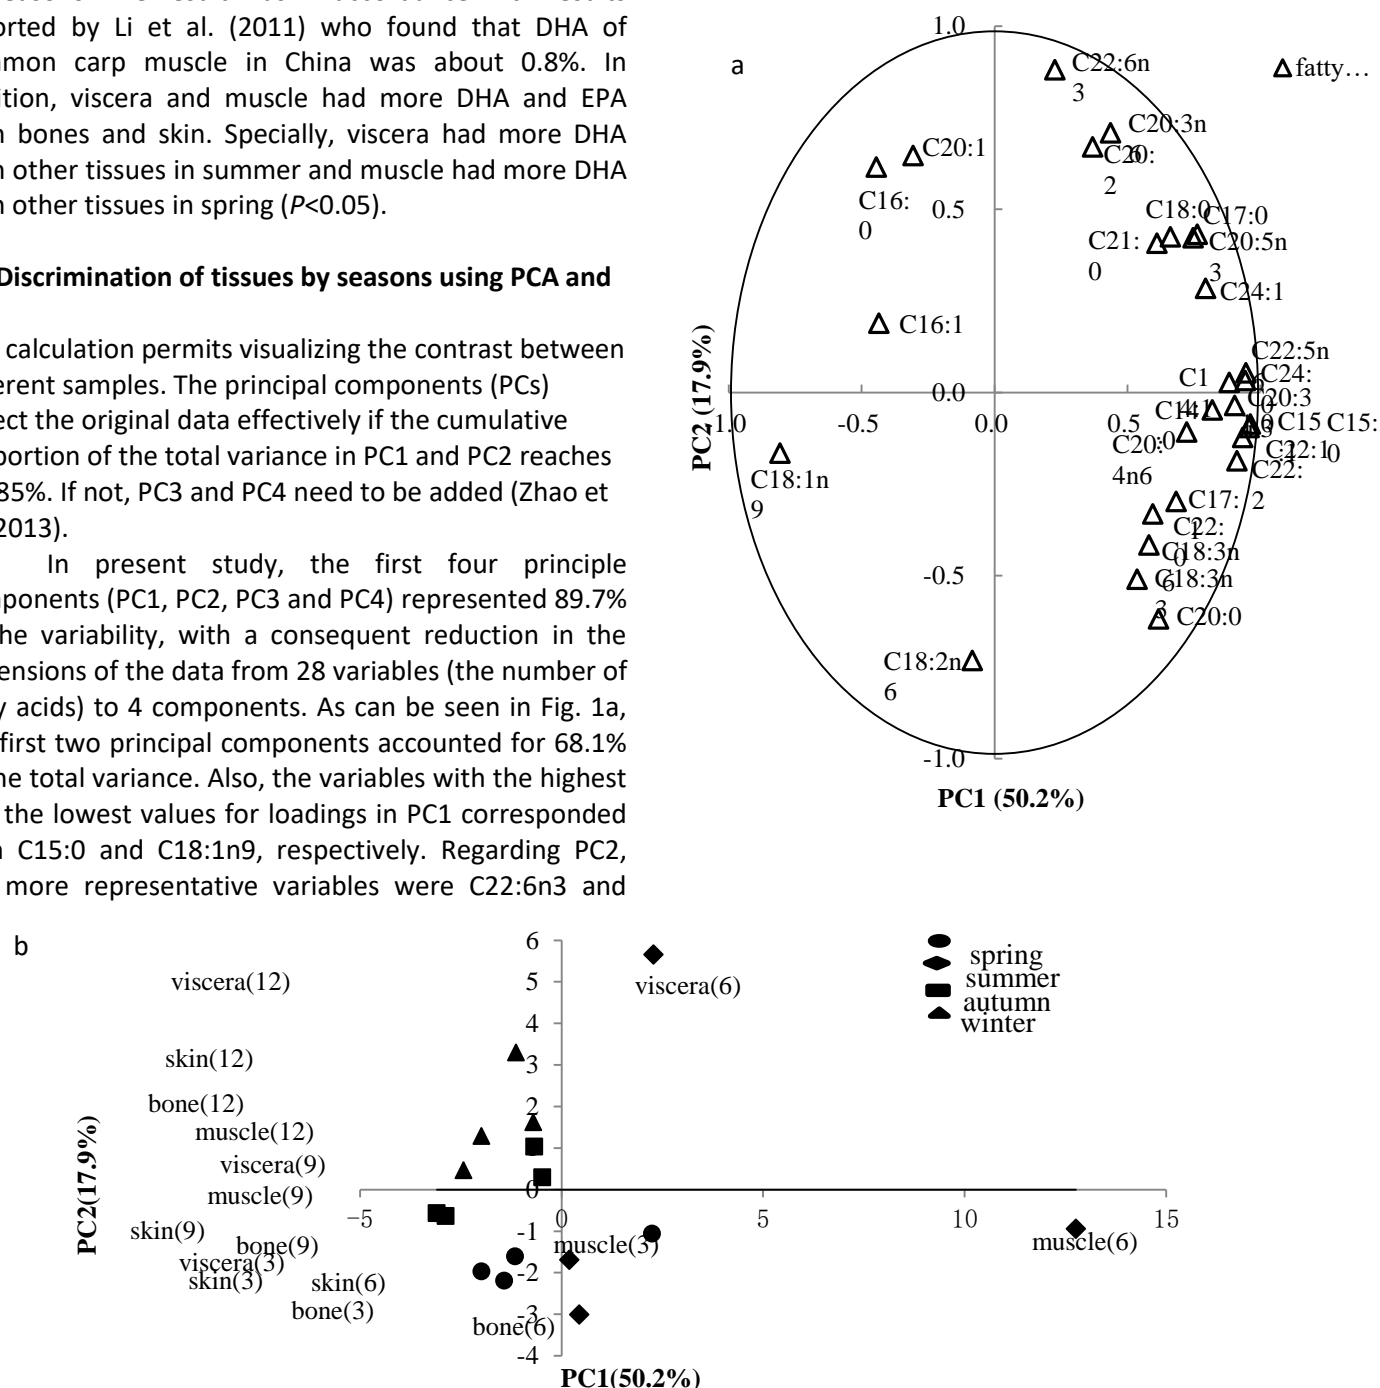 orted by Li et al. (2011) who found that DHA of
mon carp muscle in China was about 0.8%. In
ition, viscera and muscle had more DHA and EPA
n bones and skin. Specially, viscera had more DHA
n other tissues in summer and muscle had more DHA
n other tissues in spring (P<0.05).
Discrimination of tissues by seasons using PCA and
calculation permits visualizing the contrast between
erent samples. The principal components (PCs)
ect the original data effectively if the cumulative
portion of the total variance in PC1 and PC2 reaches
85%. If not, PC3 and PC4 need to be added (Zhao et
2013).
In present study, the first four principle
ponents (PC1, PC2, PC3 and PC4) represented 89.7%
he variability, with a consequent reduction in the
ensions of the data from 28 variables (the number of
y acids) to 4 components. As can be seen in Fig. 1a,
first two principal components accounted for 68.1%
he total variance. Also, the variables with the highest
the lowest values for loadings in PC1 corresponded
C15:0 and C18:1n9, respectively. Regarding PC2,
more representative variables were C22:6n3 and
a
fatty…
1.0
0.5
0.0
-0.5
-1.0
-0.5
0.0
0.5
PC2 (17.9%)
PC1 (50.2%)
C22:6n
3
C20:3n
C20:
2
C20:1
C16:
0
C18:0
C17:0
C21:
0
C20:5n
3
C24:1
C16:1
C22:5n
C24:
C20:3
C1
C14:
C15
C15:
0
C20:
4n6
C22:1
C22:
2
C18:1n
9
C17:
C22:
0
C18:3n
6
C18:3n
3
C20:0
C18:2n
6
b
6
5
4
3
2
0
-1
-2
-3
-4
−5
0
5
10
15
PC2(17.9%)
PC1(50.2%)
spring
summer
autumn
winter
viscera(12)
viscera(6)
skin(12)
bone(12)
muscle(12)
viscera(9)
muscle(9)
skin(9)
bone(9)
viscera(3)
skin(3)
skin(6)
bone(3)
bone(6)
muscle(3)
muscle(6)